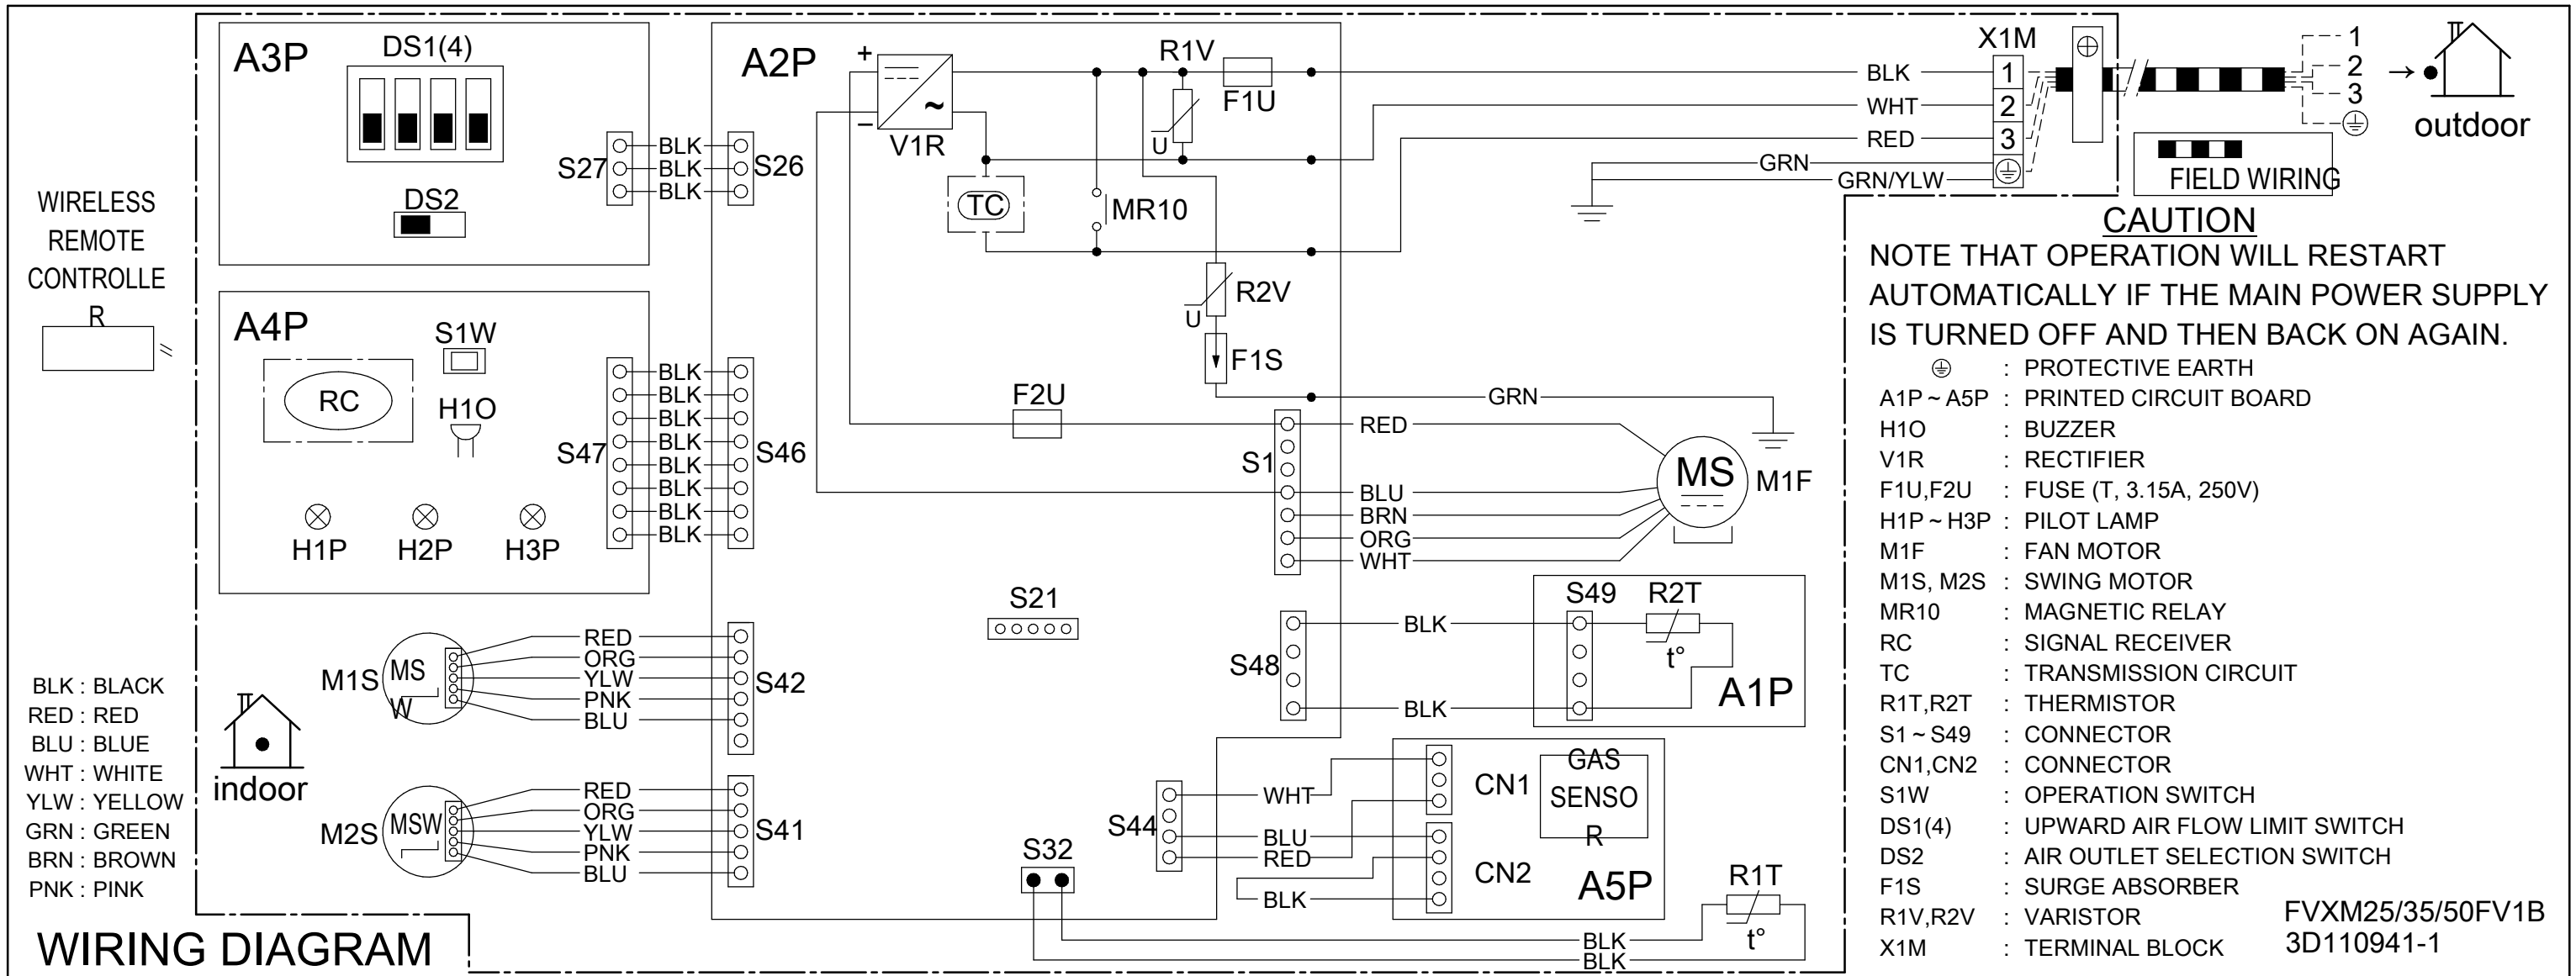 A3P
DS1(4)
S27
BLK
BLK
BLK
S26
DS2
WIRELESS
REMOTE
CONTROLLE
R
A4P
S1W
RC
H1O
S47
BLK
BLK
BLK
BLK
BLK
BLK
BLK
BLK
S46
H1P
H2P
H3P
M1S
MS
W
RED
ORG
YLW
PNK
BLU
S42
M2S
MSW
RED
ORG
YLW
PNK
BLU
S41
indoor
BLK : BLACK
RED : RED
BLU : BLUE
WHT : WHITE
YLW : YELLOW
GRN : GREEN
BRN : BROWN
PNK : PINK
WIRING DIAGRAM
A2P
+
−
~
V1R
R1V
U
F1U
TC
MR10
R2V
U
F1S
F2U
GRN
S1
RED
BLU
BRN
ORG
WHT
MS
M1F
S21
S48
BLK
BLK
S49
R2T
t°
A1P
S44
WHT
BLU
RED
BLK
CN1
CN2
GAS
SENSO
R
A5P
S32
BLK
BLK
R1T
t°
X1M
BLK
1
WHT
2
RED
3
GRN
GRN/YLW
1
2
3
→
outdoor
FIELD WIRING
CAUTION
NOTE THAT OPERATION WILL RESTART
AUTOMATICALLY IF THE MAIN POWER SUPPLY
IS TURNED OFF AND THEN BACK ON AGAIN.
⏚ : PROTECTIVE EARTH
A1P ~ A5P : PRINTED CIRCUIT BOARD
H1O : BUZZER
V1R : RECTIFIER
F1U,F2U : FUSE (T, 3.15A, 250V)
H1P ~ H3P : PILOT LAMP
M1F : FAN MOTOR
M1S, M2S : SWING MOTOR
MR10 : MAGNETIC RELAY
RC : SIGNAL RECEIVER
TC : TRANSMISSION CIRCUIT
R1T,R2T : THERMISTOR
S1 ~ S49 : CONNECTOR
CN1,CN2 : CONNECTOR
S1W : OPERATION SWITCH
DS1(4) : UPWARD AIR FLOW LIMIT SWITCH
DS2 : AIR OUTLET SELECTION SWITCH
F1S : SURGE ABSORBER
R1V,R2V : VARISTOR
X1M : TERMINAL BLOCK
FVXM25/35/50FV1B
3D110941-1